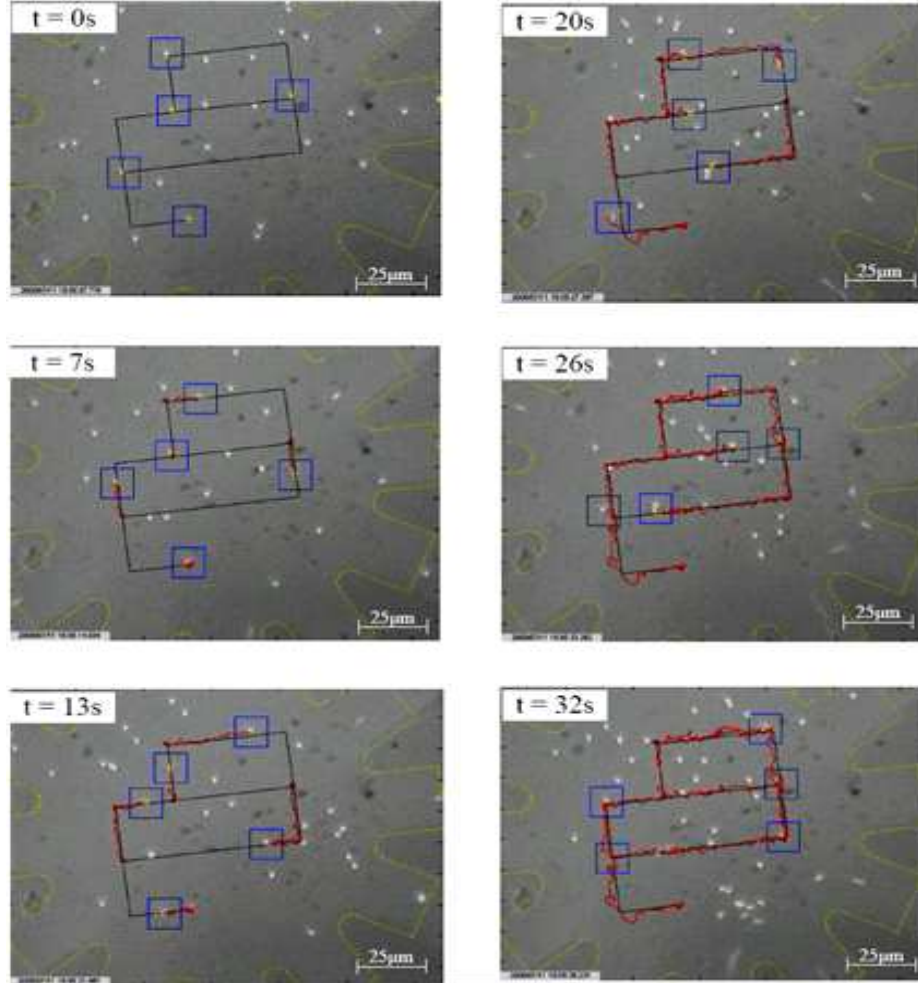 t = 0s
25μm
t = 20s
25μm
t = 7s
25μm
t = 26s
25μm
t = 13s
25μm
t = 32s
25μm